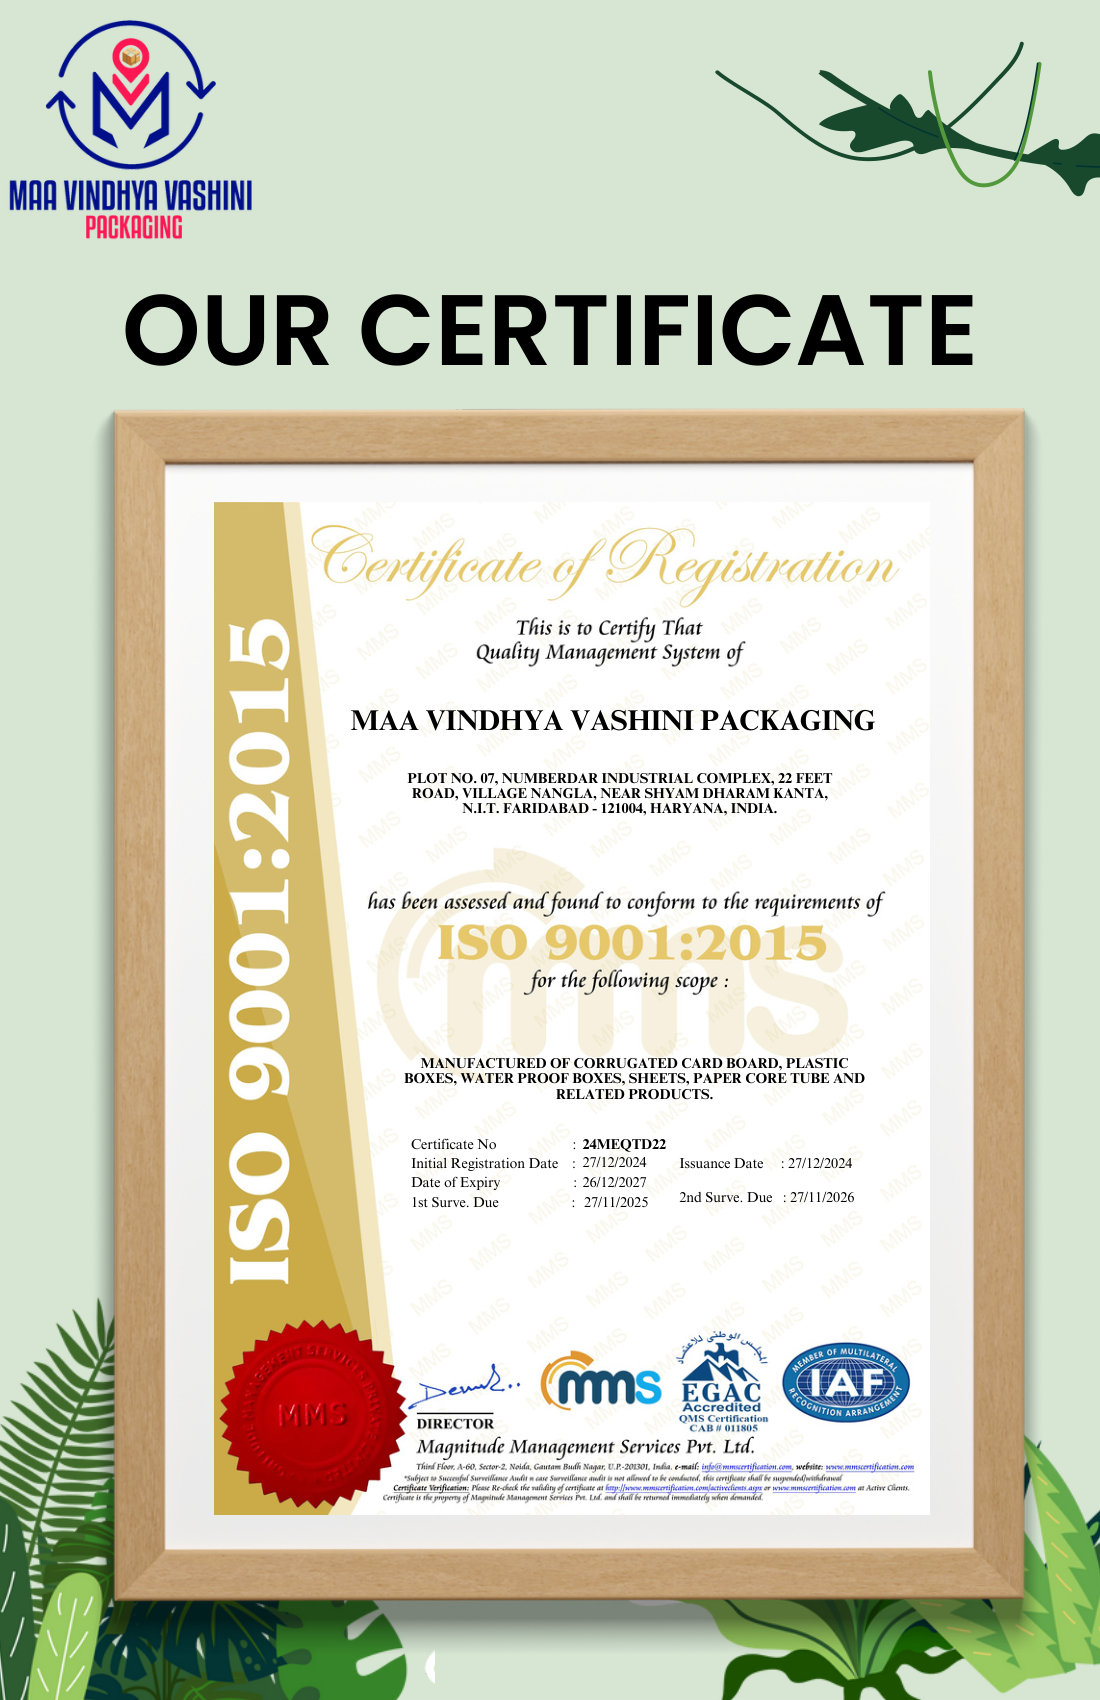 MAA VINDHYA VASHINI
PACKAGING
OUR CERTIFICATE
ISO 9001:2015
Certificate of Registration
This is to Certify That
Quality Management System of
MAA VINDHYA VASHINI PACKAGING
PLOT NO. 07, NUMBERDAR INDUSTRIAL COMPLEX, 22 FEET
ROAD, VILLAGE NANGLA, NEAR SHYAM DHARAM KANTA,
N.I.T. FARIDABAD - 121004, HARYANA, INDIA.
has been assessed and found to conform to the requirements of
ISO 9001:2015
for the following scope :
MANUFACTURED OF CORRUGATED CARD BOARD, PLASTIC
BOXES, WATER PROOF BOXES, SHEETS, PAPER CORE TUBE AND
RELATED PRODUCTS.
Certificate No : 24MEQTD22
Initial Registration Date : 27/12/2024 Issuance Date : 27/12/2024
Date of Expiry : 26/12/2027
1st Surve. Due : 27/11/2025 2nd Surve. Due : 27/11/2026
MMS
DIRECTOR
mms
المجلس الوطنى للاعتماد
EGAC
Accredited
QMS Certification
CAB # 011805
MEMBER OF MULTILATERAL
IAF
RECOGNITION ARRANGEMENT
Magnitude Management Services Pvt. Ltd.
Third Floor, A-60, Sector-2, Noida, Gautam Budh Nagar, U.P.-201301, India. e-mail: info@mmscertification.com, website: www.mmscertification.com
*Subject to Successful Surveillance Audit in case Surveillance audit is not allowed to be conducted, this certificate shall be suspended/withdrawal
Certificate Verification: Please Re-check the validity of certificate at http://www.mmscertification.com/activeclients.aspx or www.mmscertification.com at Active Clients.
Certificate is the property of Magnitude Management Services Pvt. Ltd. and shall be returned immediately when demanded.